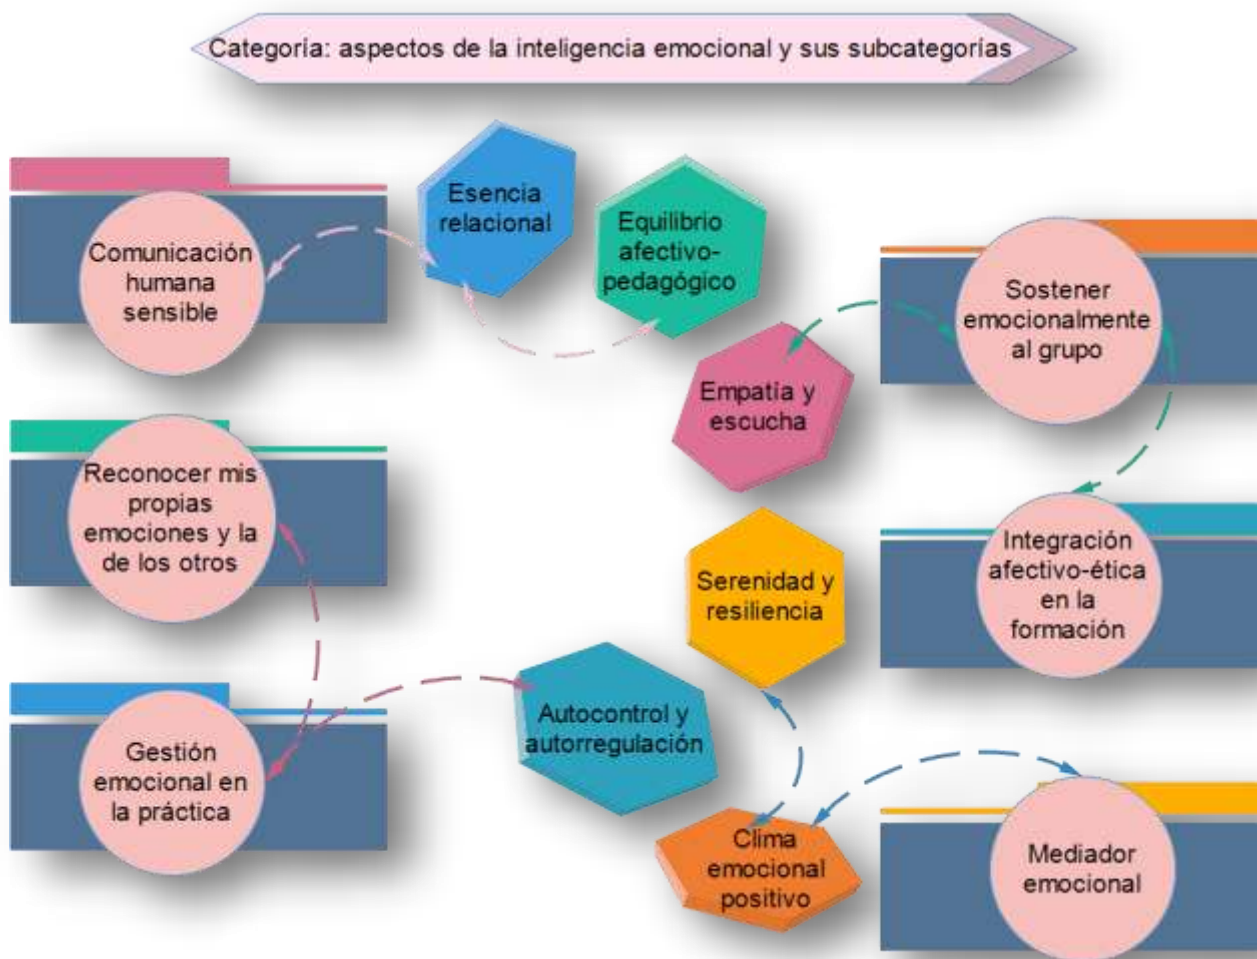 Categoría: aspectos de la inteligencia emocional y sus subcategorías
Comunicación
humana
sensible
Esencia
relacional
Equilibrio
afectivo-
pedagógico
Sostener
emocionalmente
al grupo
Empatía y
escucha
Reconocer mis
propias
emociones y la
de los otros
Serenidad y
resiliencia
Integración
afectivo-ética
en la
formación
Gestión
emocional en
la práctica
Autocontrol y
autorregulación
Clima
emocional
positivo
Mediador
emocional